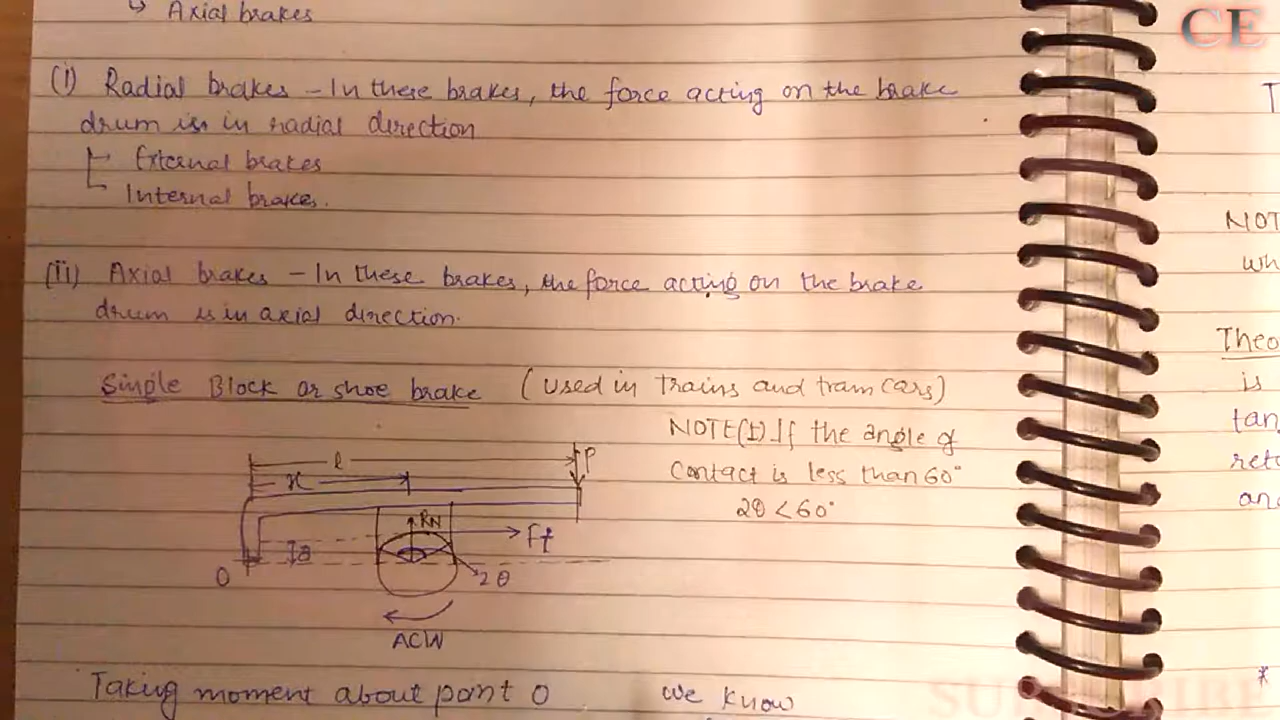 ↳ Axial brakes
CE
(i) Radial brakes - In these brakes, the force acting on the brake
drum is in radial direction
External brakes
Internal brakes.
(ii) Axial brakes - In these brakes, the force acting on the brake
drum is in axial direction.
Simple Block or shoe brake (used in trains and tram cars)
NOTE(I). If the angle of
contact is less than 60°
2θ < 60°
l
P
x
RN
Ft
a
O
2θ
ACW
Taking moment about point O we know
T
NOT
wh
Theo
is
tan
reto
and
*
SUBSCRIBE